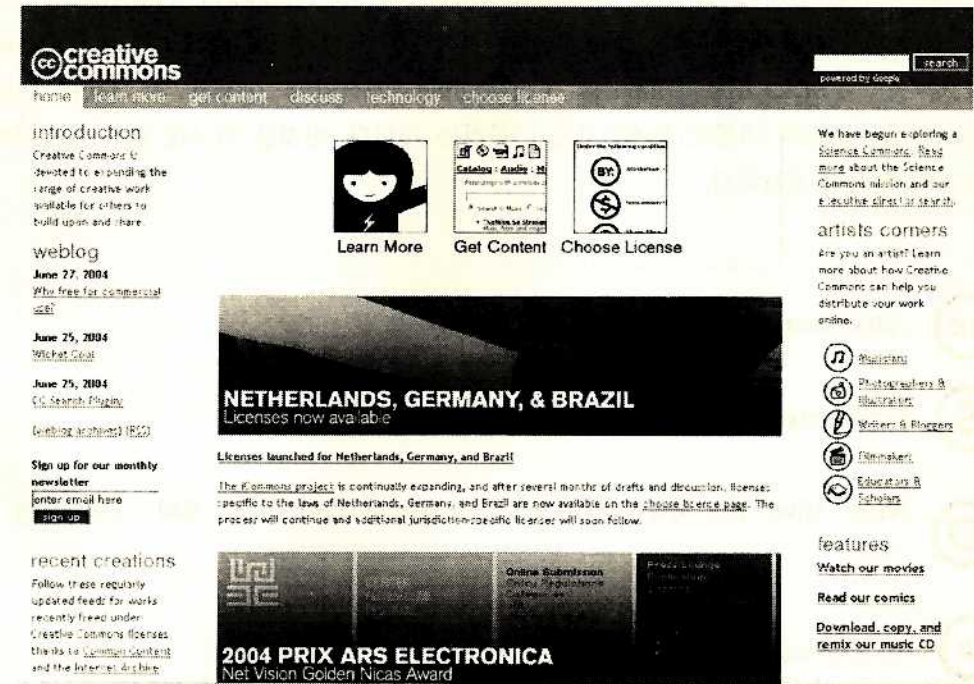 creative
commons
search
powered by Google
home learn more get content discuss technology choose license
introduction
Creative Commons is
devoted to expanding the
range of creative work
available for others to
build upon and share.
weblog
June 27, 2004
Why free for commercial
use?
June 25, 2004
Wicket Cool
June 25, 2004
CC Search Plugins
(weblog archives) (RSS)
Sign up for our monthly
newsletter
enter email here
sign up
recent creations
Follow these regularly
updated feeds for works
recently freed under
Creative Commons licenses,
thanks to Common Content
and the Internet Archive.
Catalog : Audio : M
Under the following condition
BY:
Learn More Get Content Choose License
NETHERLANDS, GERMANY, & BRAZIL
Licenses now available
Licenses launched for Netherlands, Germany, and Brazil
The iCommons project is continually expanding, and after several months of drafts and discussion, licenses
specific to the laws of Netherlands, Germany, and Brazil are now available on the choose license page. The
process will continue and additional jurisdiction-specific licenses will soon follow.
Online Submission
2004 PRIX ARS ELECTRONICA
Net Vision Golden Nicas Award
We have begun exploring a
Science Commons. Read
more about the Science
Commons mission and our
executive director search.
artists corners
Are you an artist? Learn
more about how Creative
Commons can help you
distribute your work
online.
Musicians
Photographers &
Illustrators
Writers & Bloggers
Filmmakers
Educators &
Scholars
features
Watch our movies
Read our comics
Download, copy, and
remix our music CD